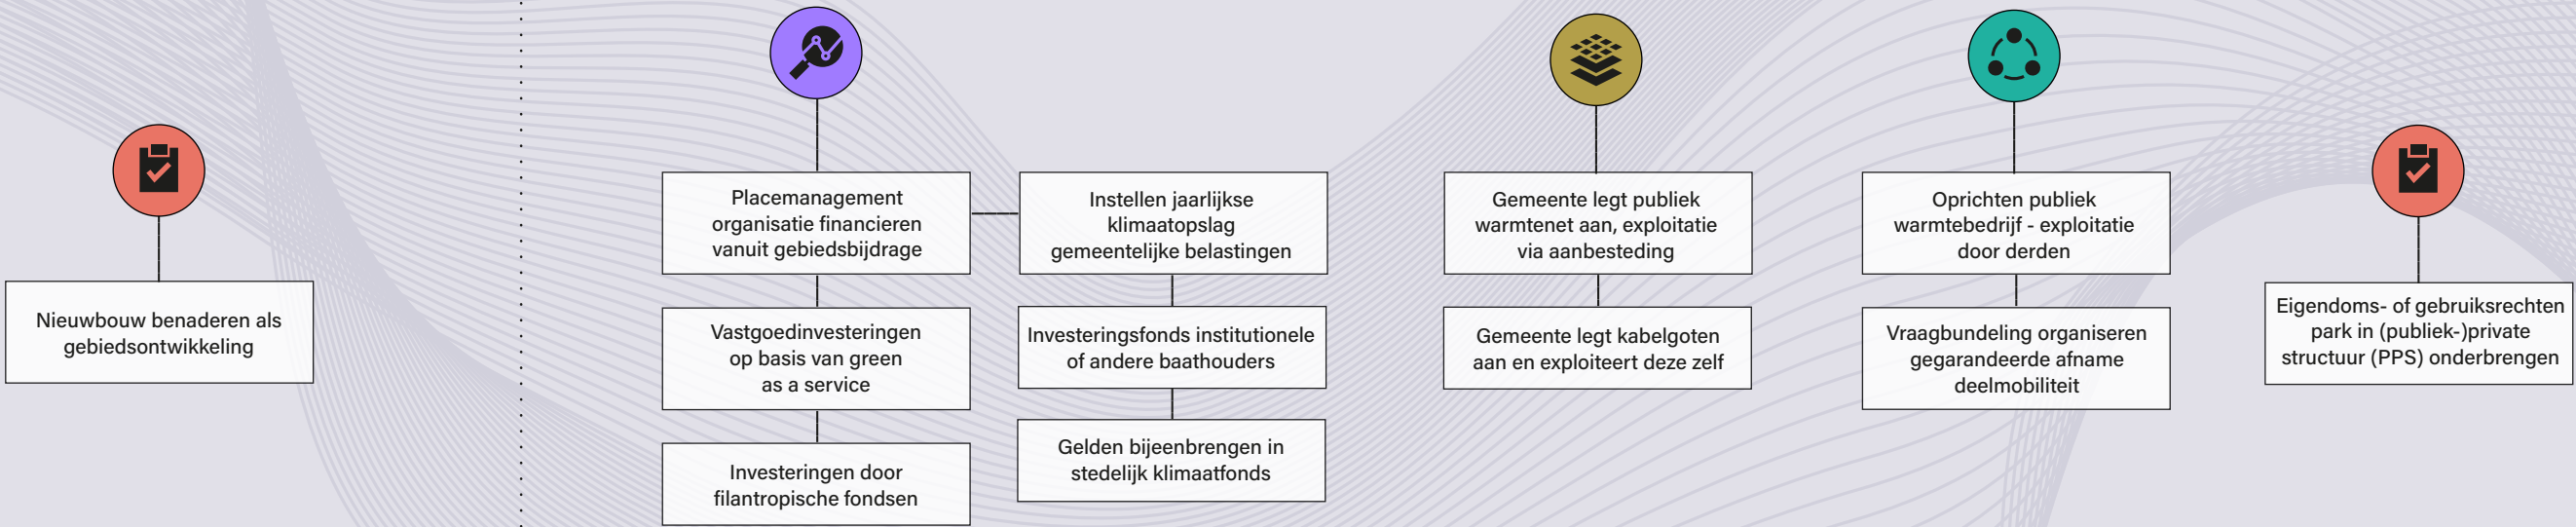 Nieuwbouw benaderen als
gebiedsontwikkeling
Placemanagement
organisatie financieren
vanuit gebiedsbijdrage
Vastgoedinvesteringen
op basis van green
as a service
Investeringen door
filantropische fondsen
Instellen jaarlijkse
klimaatopslag
gemeentelijke belastingen
Investeringsfonds institutionele
of andere baathouders
Gelden bijeenbrengen in
stedelijk klimaatfonds
Gemeente legt publiek
warmtenet aan, exploitatie
via aanbesteding
Gemeente legt kabelgoten
aan en exploiteert deze zelf
Oprichten publiek
warmtebedrijf - exploitatie
door derden
Vraagbundeling organiseren
gegarandeerde afname
deelmobiliteit
Eigendoms- of gebruiksrechten
park in (publiek-)private
structuur (PPS) onderbrengen